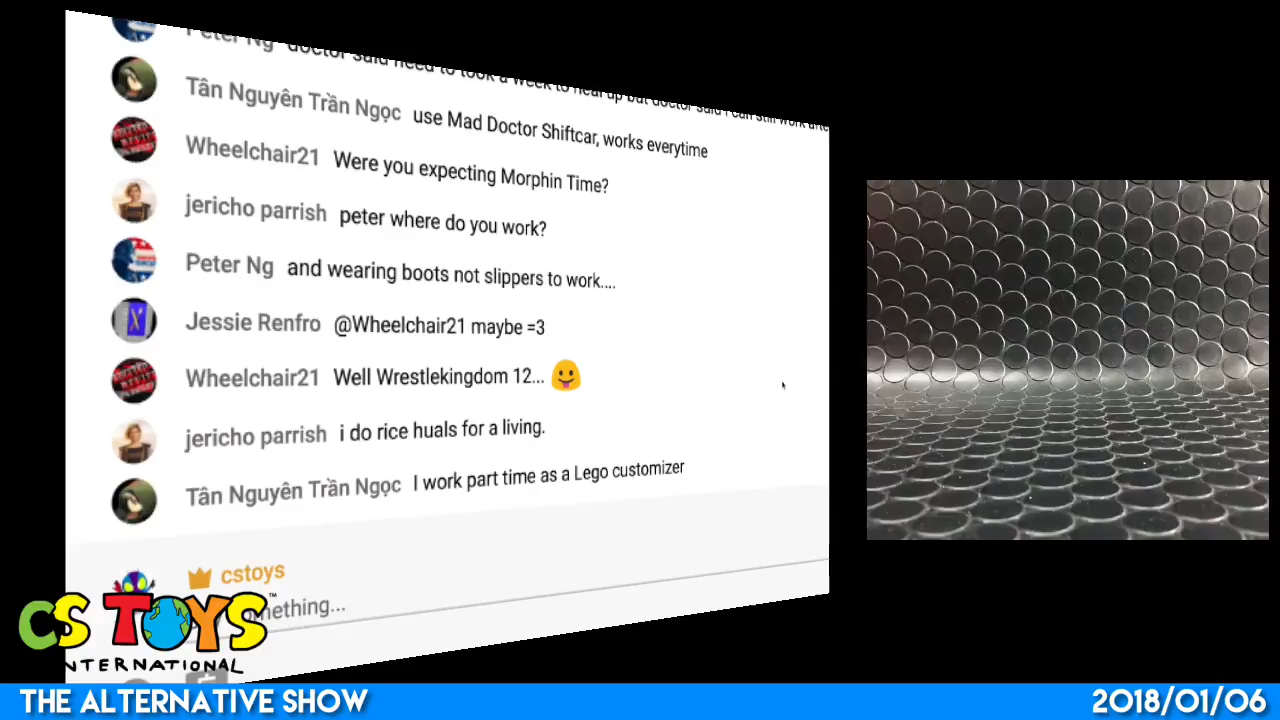 Peter Ng doctor said need to took a week to heal up but doctor said i can still work afte
Tân Nguyên Trần Ngọc use Mad Doctor Shiftcar, works everytime
Wheelchair21 Were you expecting Morphin Time?
jericho parrish peter where do you work?
Peter Ng and wearing boots not slippers to work....
Jessie Renfro @Wheelchair21 maybe =3
Wheelchair21 Well Wrestlekingdom 12... 😛
jericho parrish i do rice huals for a living.
Tân Nguyên Trần Ngọc I work part time as a Lego customizer
cstoys
mething...
CS TOYS™
INTERNATIONAL
THE ALTERNATIVE SHOW
2018/01/06